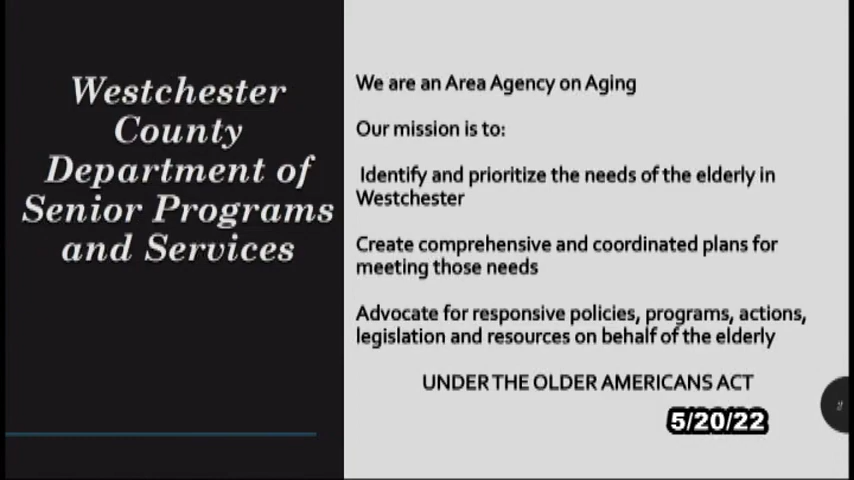 Westchester
County
Department of
Senior Programs
and Services
We are an Area Agency on Aging
Our mission is to:
Identify and prioritize the needs of the elderly in
Westchester
Create comprehensive and coordinated plans for
meeting those needs
Advocate for responsive policies, programs, actions,
legislation and resources on behalf of the elderly
UNDER THE OLDER AMERICANS ACT
5/20/22